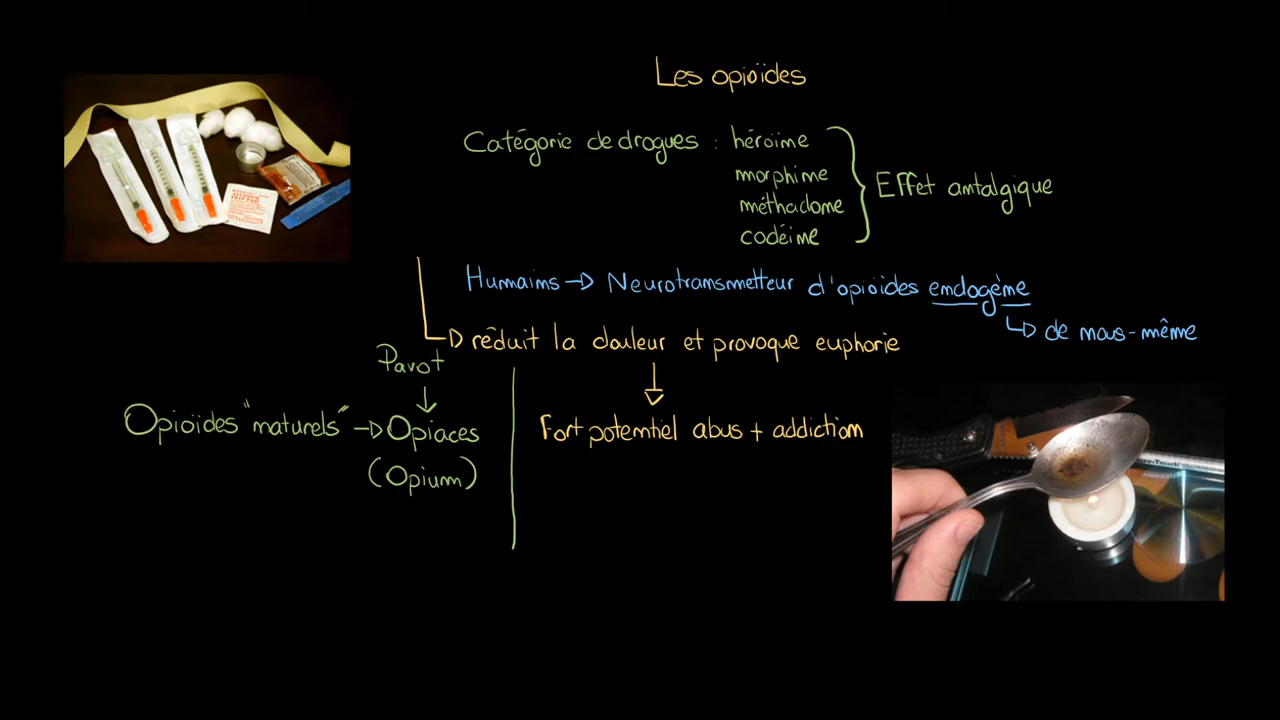 Les opioïdes
Catégorie de drogues : héroïne
morphine
méthadone
codéine
Effet antalgique
Humains → Neurotransmetteur d'opioïdes endogène
↳ de nous-même
→ réduit la douleur et provoque euphorie
Pavot
↓
Opioïdes "naturels" → Opiaces
(Opium)
↓
Fort potentiel abus + addiction